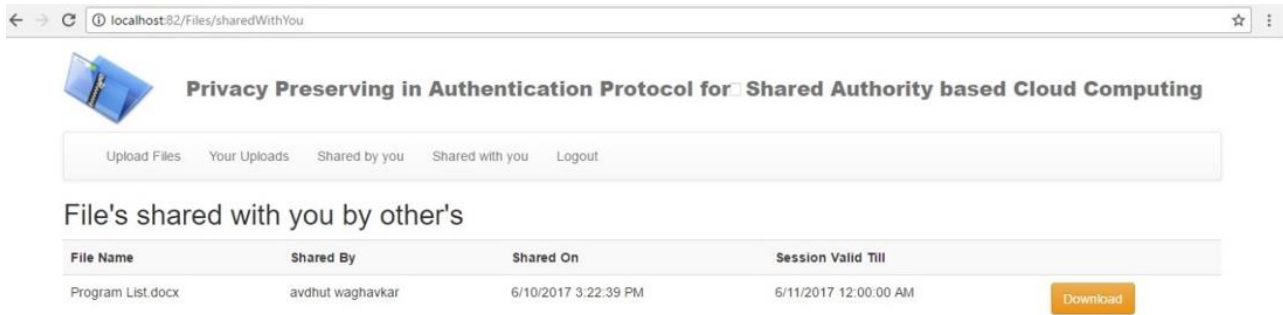 localhost:82/Files/sharedWithYou
Privacy Preserving in Authentication Protocol for Shared Authority based Cloud Computing
Upload Files Your Uploads Shared by you Shared with you Logout
File's shared with you by other's
File Name Shared By Shared On Session Valid Till
Program List.docx avdhut waghavkar 6/10/2017 3:22:39 PM 6/11/2017 12:00:00 AM Download